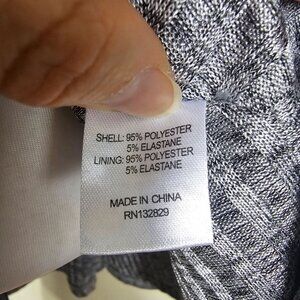 SHELL: 95% POLYESTER
5% ELASTANE
LINING: 95% POLYESTER
5% ELASTANE
MADE IN CHINA
RN132829